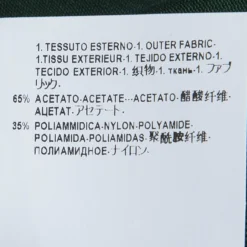 1. TESSUTO ESTERNO-1. OUTER FABRIC-
1.TISSU EXTERIEUR-1.TEJIDO EXTERNO-
1.
TECIDO EXTERIOR-1. 织物-1. ткань-1. ファブ
リック.
65% ACETATO-ACETATE...ACETATO-醋酸纤维-
АЦЕТАТ-アセテート-
35% POLIAMMIDICA-NYLON-POLYAMIDE-
POLIAMIDA-POLIAMIDAS-聚酰胺纤维-
ПОЛИАМИДНОЕ-ナイロン-